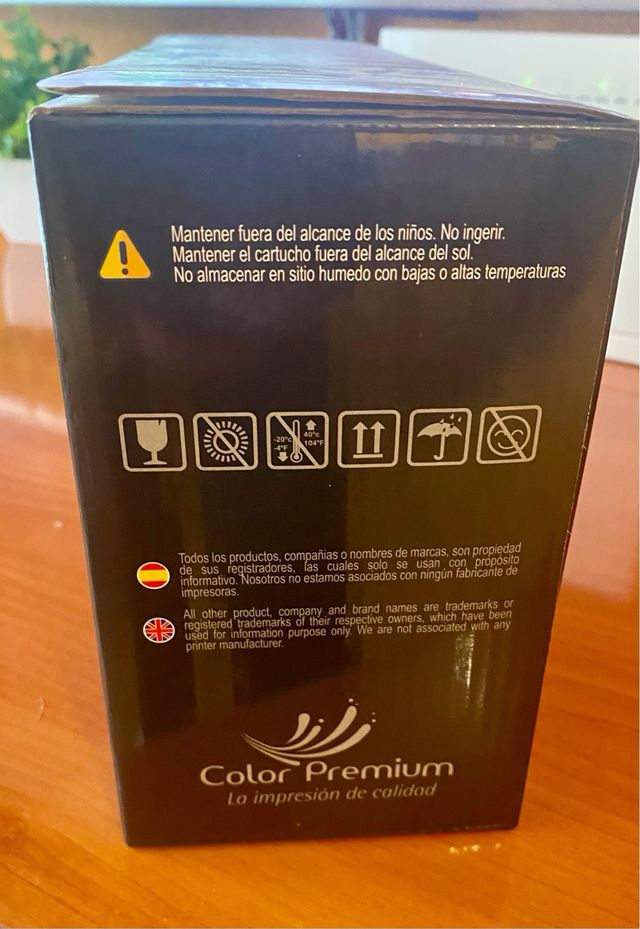 Mantener fuera del alcance de los niños. No ingerir.
Mantener el cartucho fuera del alcance del sol.
No almacenar en sitio humedo con bajas o altas temperaturas
-20°c 40°c
-4°F 104°F
Todos los productos, compañias o nombres de marcas, son propiedad
de sus registradores, las cuales solo se usan con propósito
informativo. Nosotros no estamos asociados con ningún fabricante de
impresoras.
All other product, company and brand names are trademarks or
registered trademarks of their respective owners, which have been
used for information purpose only. We are not associated with any
printer manufacturer.
Color Premium
La impresión de calidad